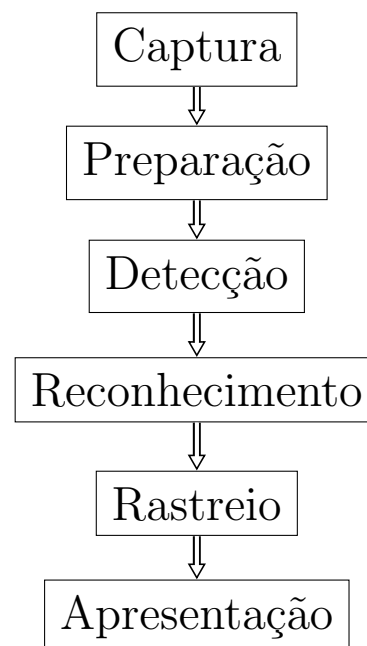 Captura
Preparação
Detecção
Reconhecimento
Rastreio
Apresentação